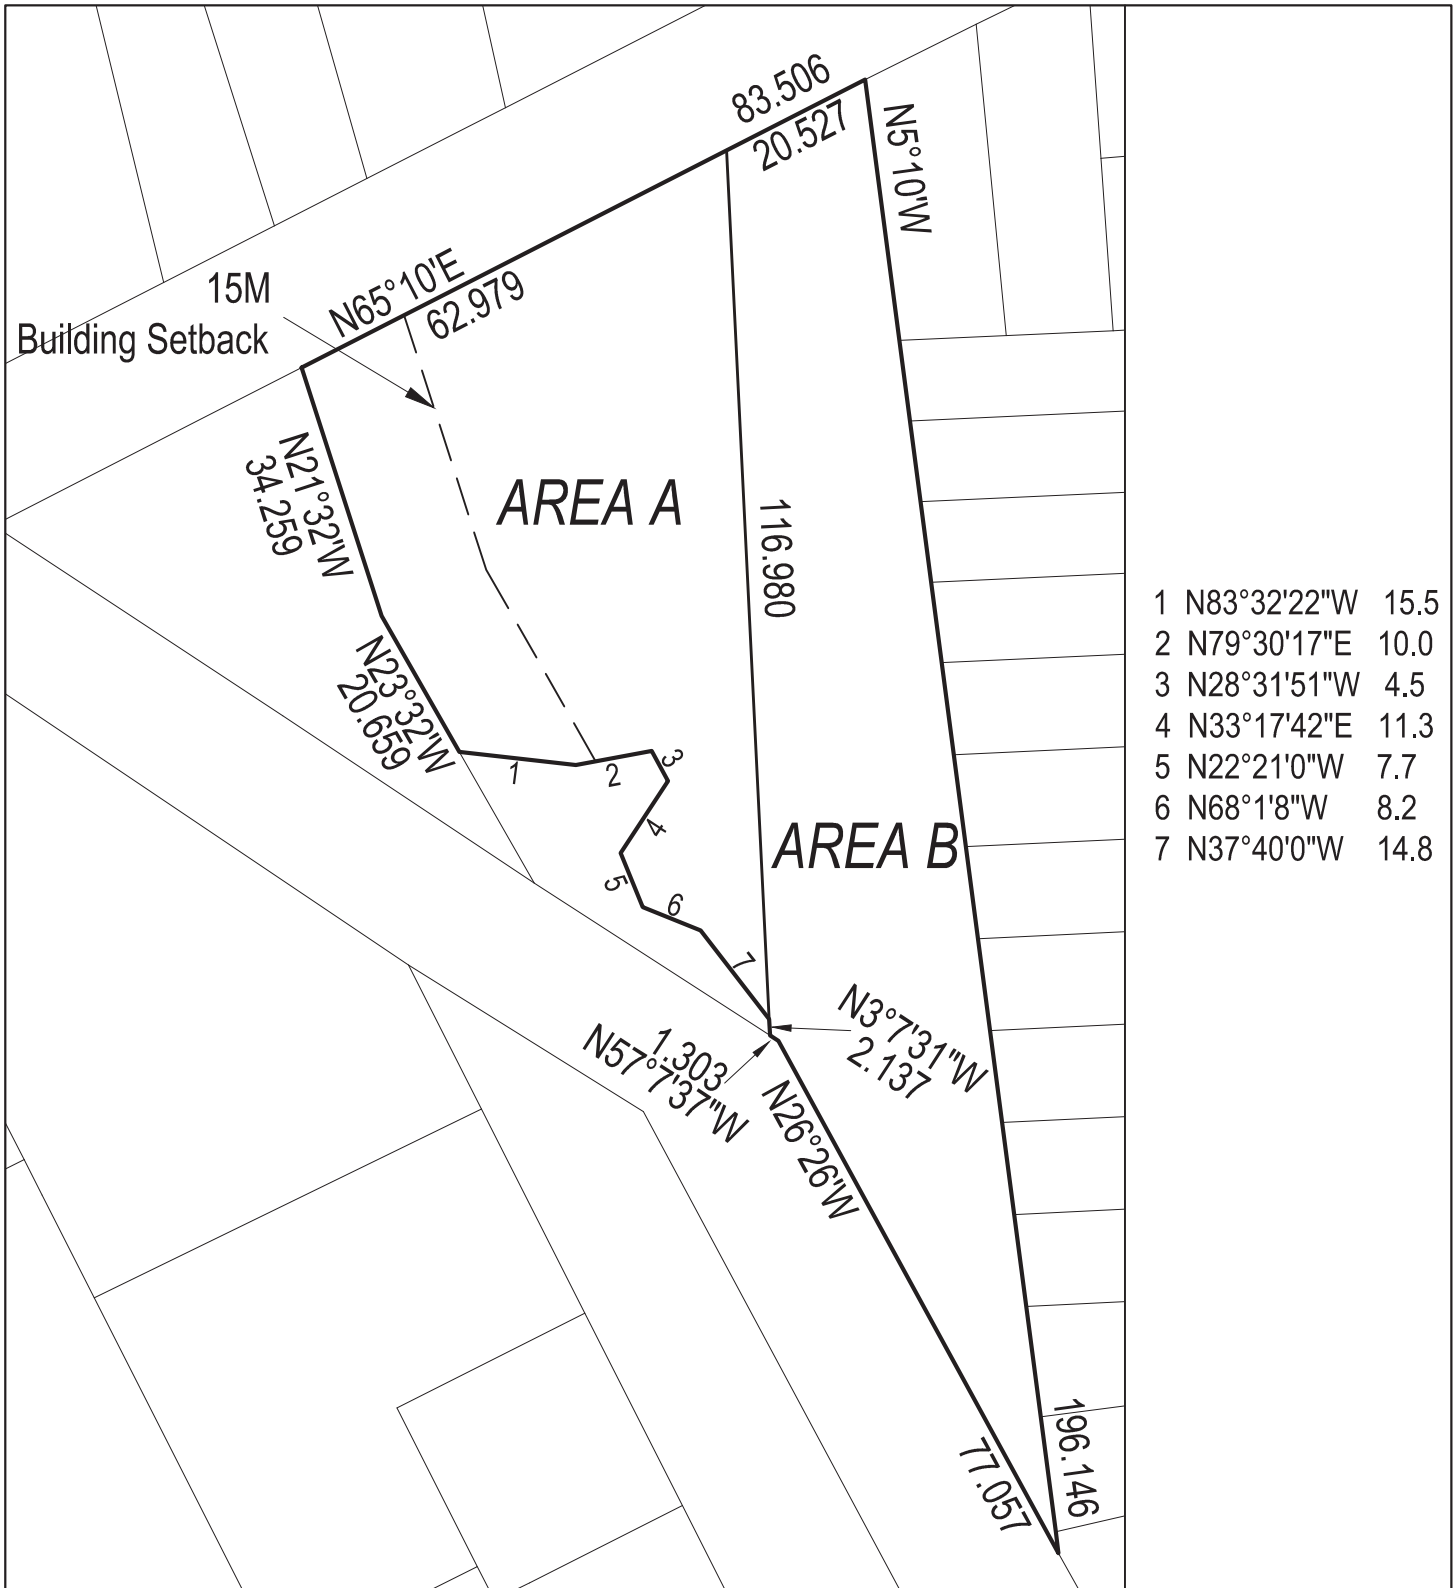 83.506
20.527
N5°10'W
N65°10'E
62.979
15M
Building Setback
N21°32'W
34.259
AREA A
116.980
N23°32'W
20.659
1
2
3
4
5
6
7
AREA B
N3°7'31"W
2.137
1.303
N57°7'37"W
N26°26'W
77.057
196.146
1 N83°32'22"W 15.5
2 N79°30'17"E 10.0
3 N28°31'51"W 4.5
4 N33°17'42"E 11.3
5 N22°21'0"W 7.7
6 N68°1'8"W 8.2
7 N37°40'0"W 14.8